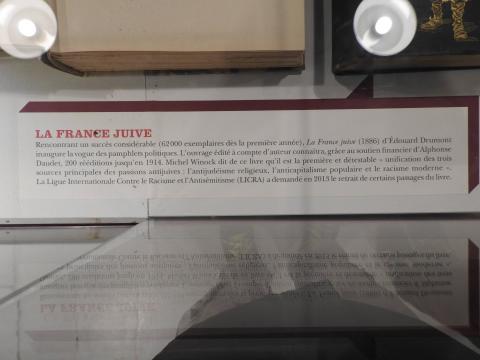 LA FRANCE JUIVE
Rencontrant un succès considérable (62000 exemplaires dès la première année), La France juive (1886) d'Édouard Drumont
inaugure la vogue des pamphlets politiques. L'ouvrage édité à compte d'auteur connaîtra, grâce au soutien financier d'Alphonse
Daudet, 200 rééditions jusqu'en 1914. Michel Winock dit de ce livre qu'il est la première et détestable « unification des trois
sources principales des passions antijuives : l'antijudéisme religieux, l'anticapitalisme populaire et le racisme moderne ».
La Ligue Internationale Contre le Racisme et l'Antisémitisme (LICRA) a demandé en 2013 le retrait de certains passages du livre.